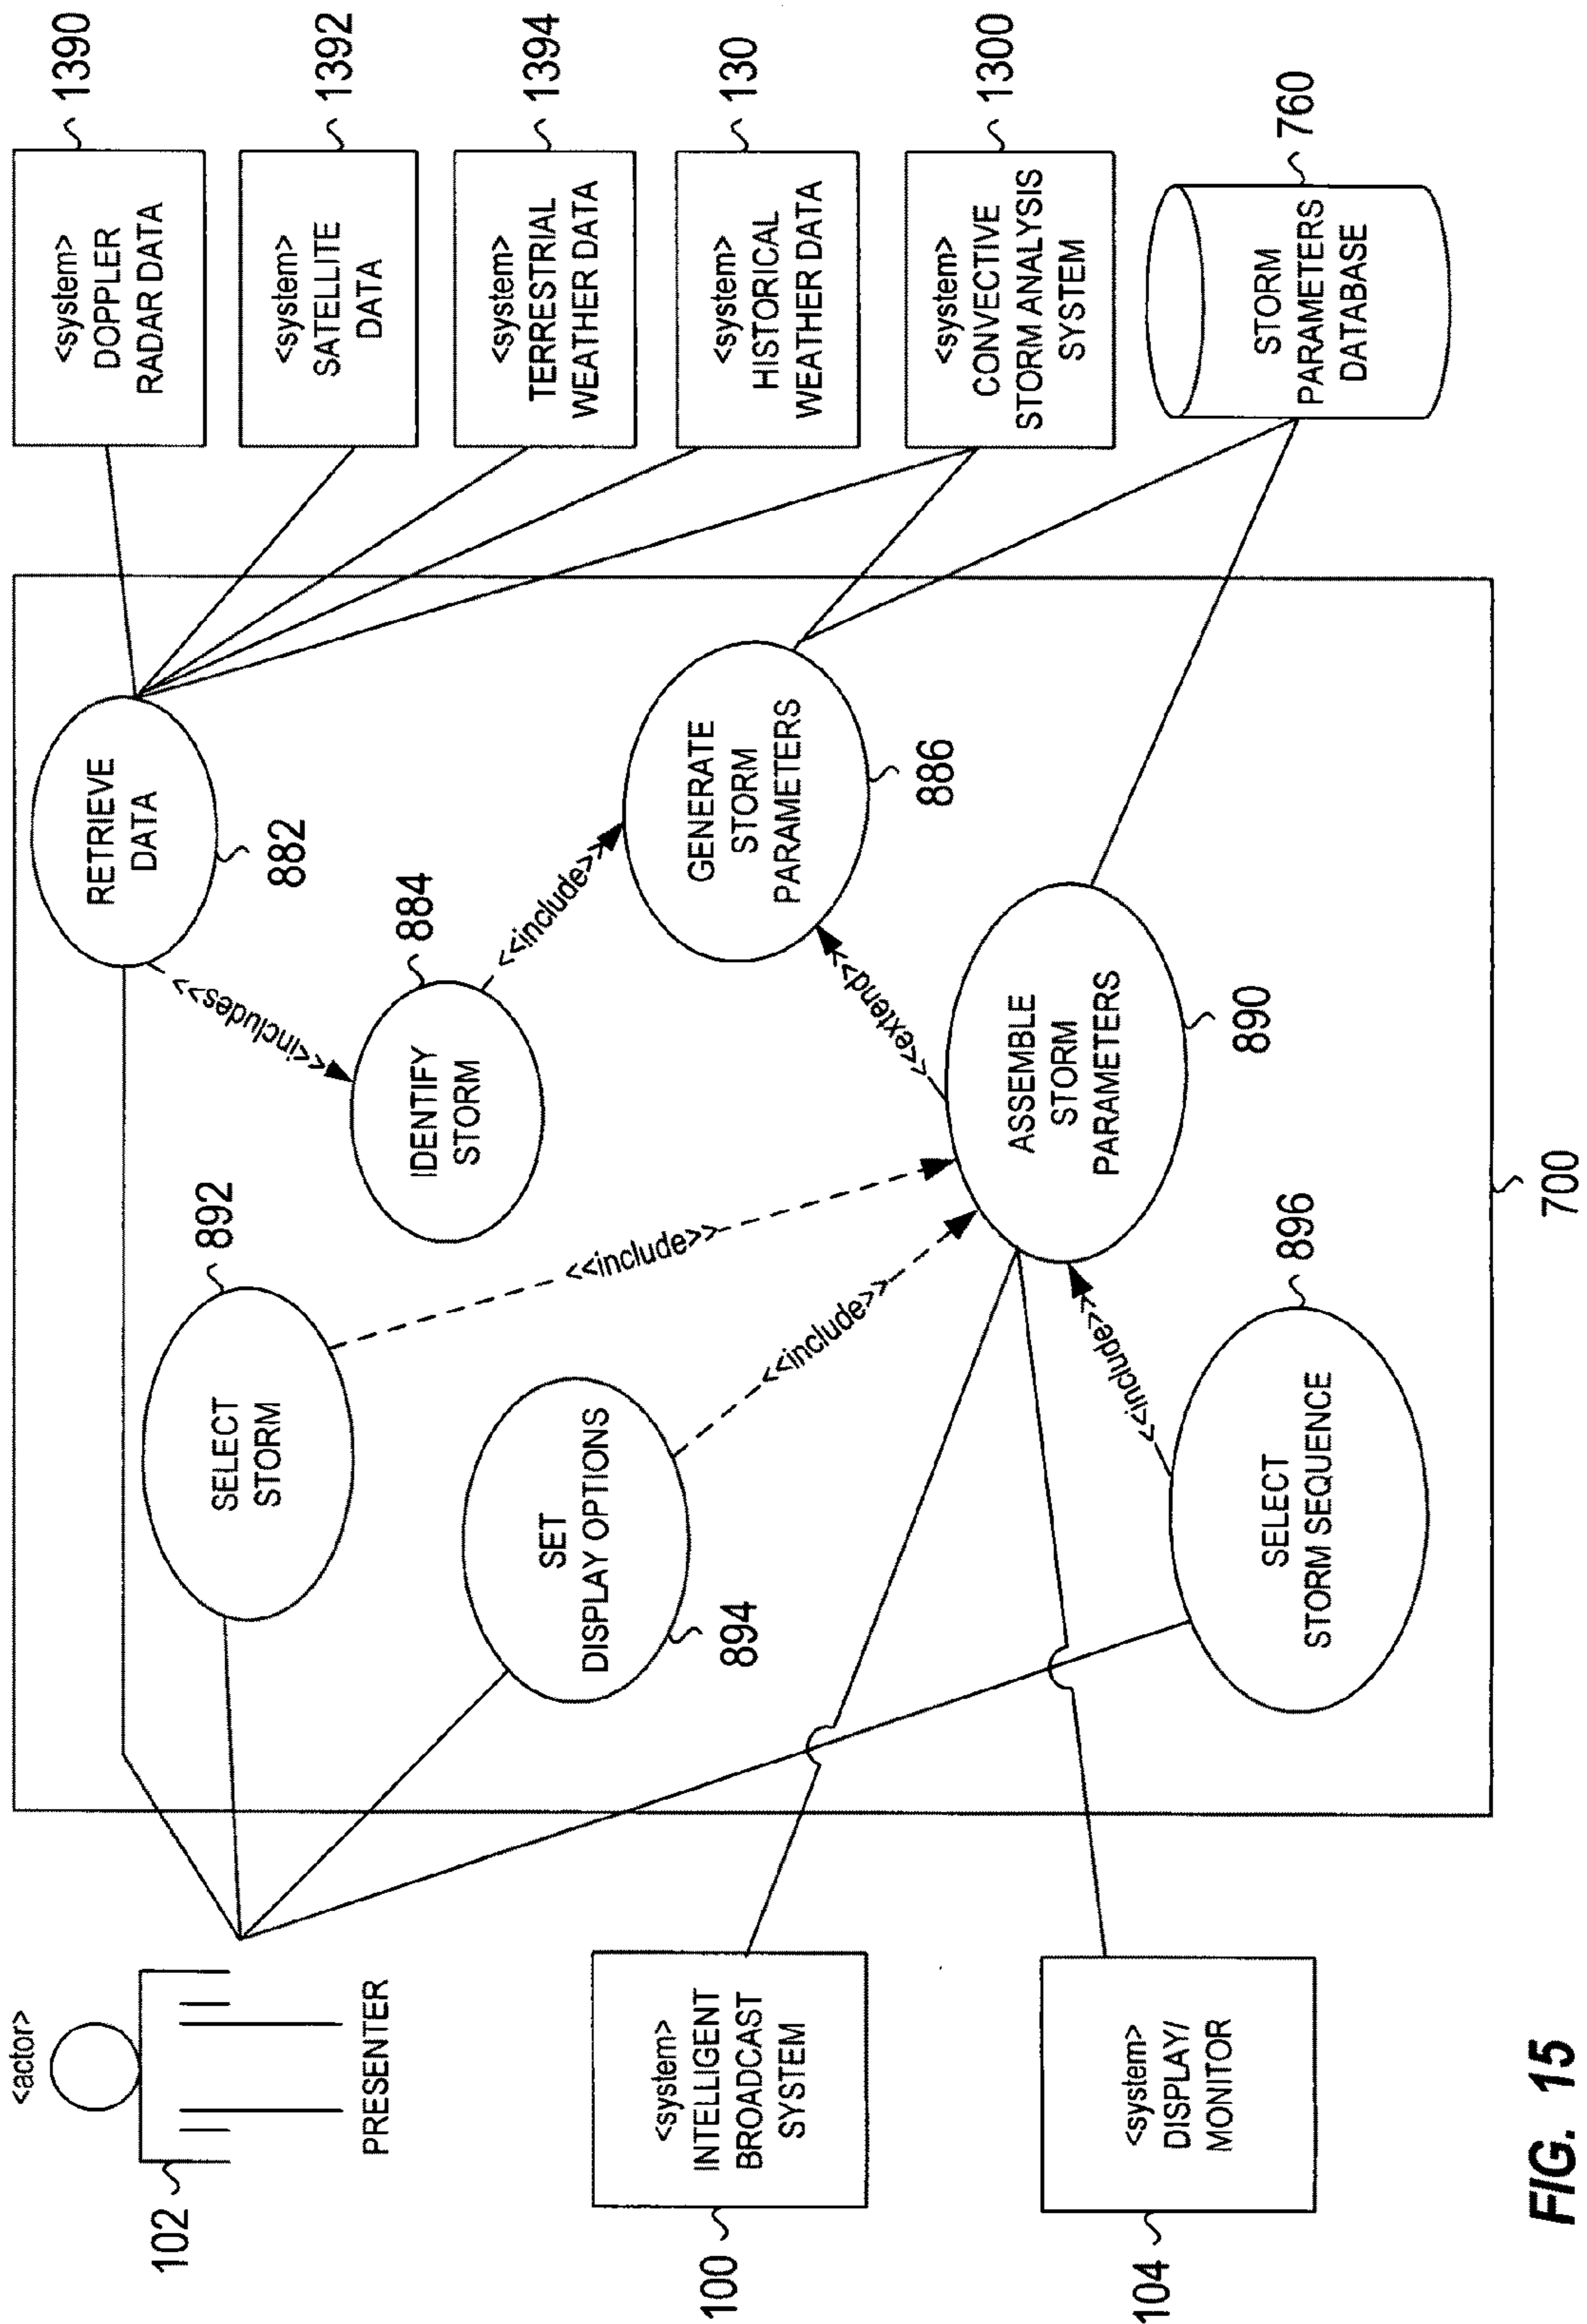 <actor>
102
PRESENTER
<system>
INTELLIGENT
BROADCAST
SYSTEM
100
<system>
DISPLAY/
MONITOR
104
RETRIEVE
DATA
882
<<includes>>
IDENTIFY
STORM
884
<<include>>
GENERATE
STORM
PARAMETERS
886
SELECT
STORM
892
<<include>>
SET
DISPLAY OPTIONS
894
<<include>>
<<extend>>
ASSEMBLE
STORM
PARAMETERS
890
SELECT
STORM SEQUENCE
896
<<include>>
700
<system>
DOPPLER
RADAR DATA
1390
<system>
SATELLITE
DATA
1392
<system>
TERRESTRIAL
WEATHER DATA
1394
<system>
HISTORICAL
WEATHER DATA
130
<system>
CONVECTIVE
STORM ANALYSIS
SYSTEM
1300
STORM
PARAMETERS
DATABASE
760
FIG. 15